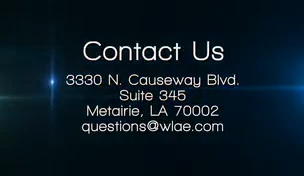 Contact Us
3330 N. Causeway Blvd.
Suite 345
Metairie, LA 70002
questions@wlae.com